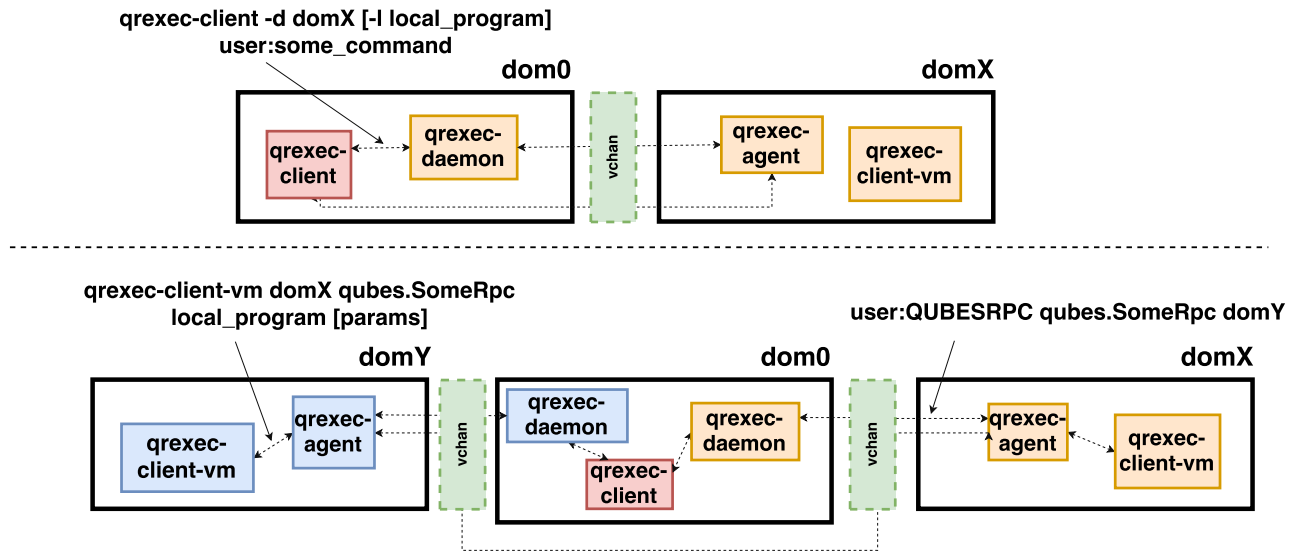 qrexec-client -d domX [-l local_program]
user:some_command
dom0
domX
qrexec-
client
qrexec-
daemon
vchan
qrexec-
agent
qrexec-
client-vm
qrexec-client-vm domX qubes.SomeRpc
local_program [params]
user:QUBESRPC qubes.SomeRpc domY
domY
dom0
domX
qrexec-
client-vm
qrexec-
agent
vchan
qrexec-
daemon
qrexec-
client
qrexec-
daemon
vchan
qrexec-
agent
qrexec-
client-vm